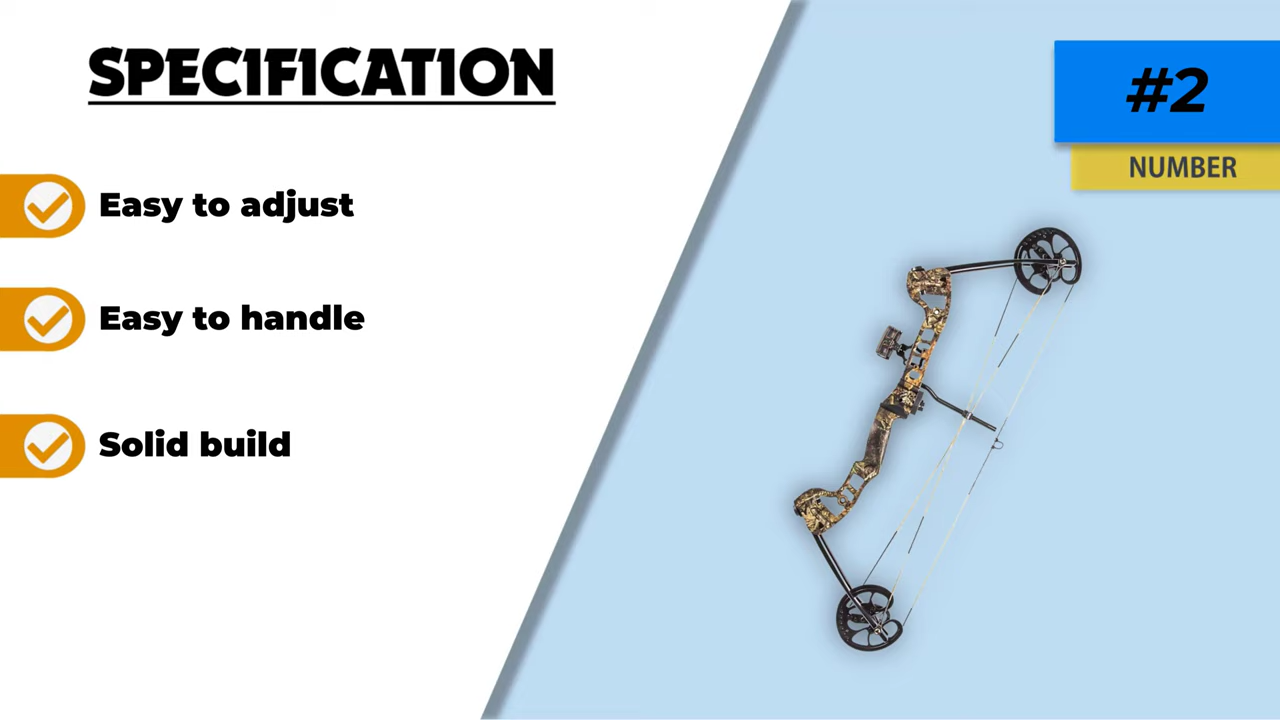 SPECIFICATION
#2
NUMBER
Easy to adjust
Easy to handle
Solid build